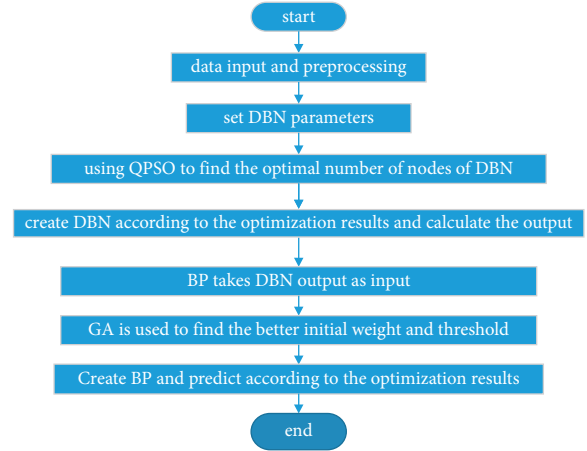 start
data input and preprocessing
set DBN parameters
using QPSO to find the optimal number of nodes of DBN
create DBN according to the optimization results and calculate the output
BP takes DBN output as input
GA is used to find the better initial weight and threshold
Create BP and predict according to the optimization results
end